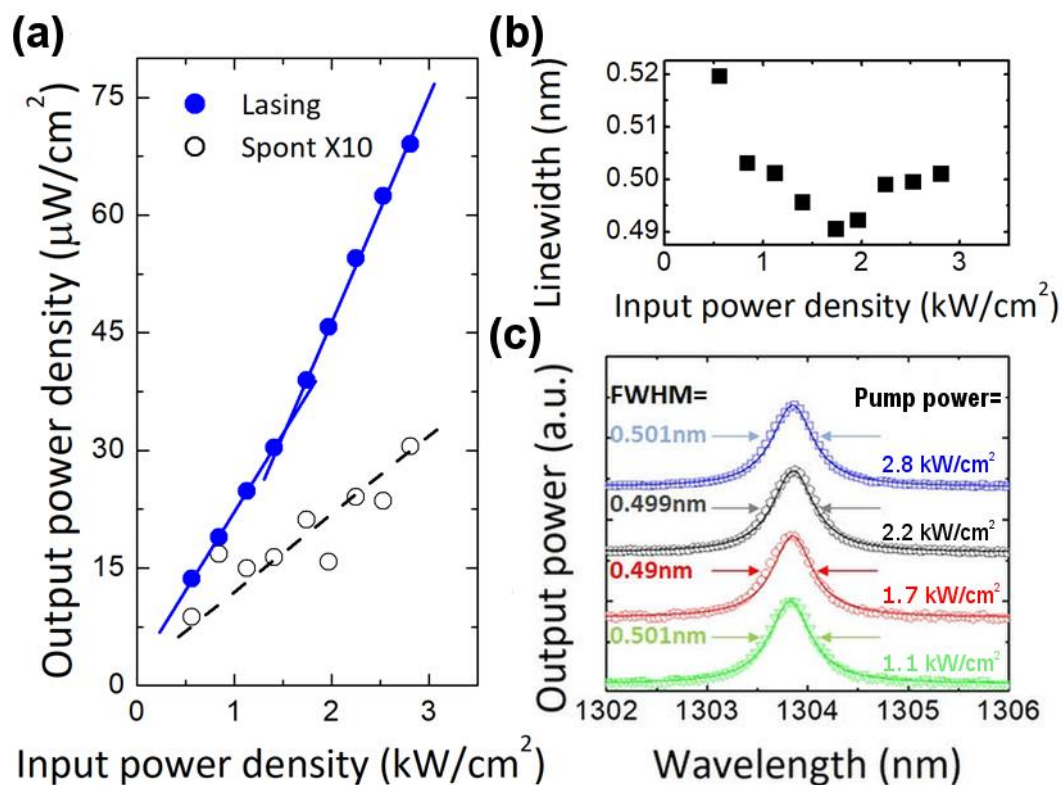 (a)
Output power density (μW/cm²)
75
60
45
30
15
0
Lasing
Spont X10
0 1 2 3
Input power density (kW/cm²)
(b)
Linewidth (nm)
0.52
0.51
0.50
0.49
0 1 2 3
Input power density (kW/cm²)
(c)
Output power (a.u.)
FWHM= Pump power=
0.501nm 2.8 kW/cm²
0.499nm 2.2 kW/cm²
0.49nm 1.7 kW/cm²
0.501nm 1.1 kW/cm²
1302 1303 1304 1305 1306
Wavelength (nm)